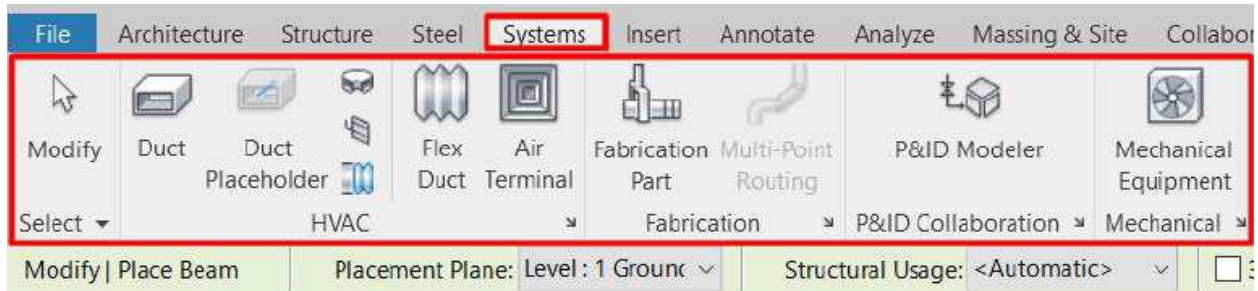 File Architecture Structure Steel Systems Insert Annotate Analyze Massing & Site Collabor
Modify Duct Duct Placeholder Flex Duct Air Terminal Fabrication Part Multi-Point Routing P&ID Modeler Mechanical Equipment
Select HVAC Fabrication P&ID Collaboration Mechanical
Modify | Place Beam Placement Plane: Level : 1 Ground Structural Usage: <Automatic>